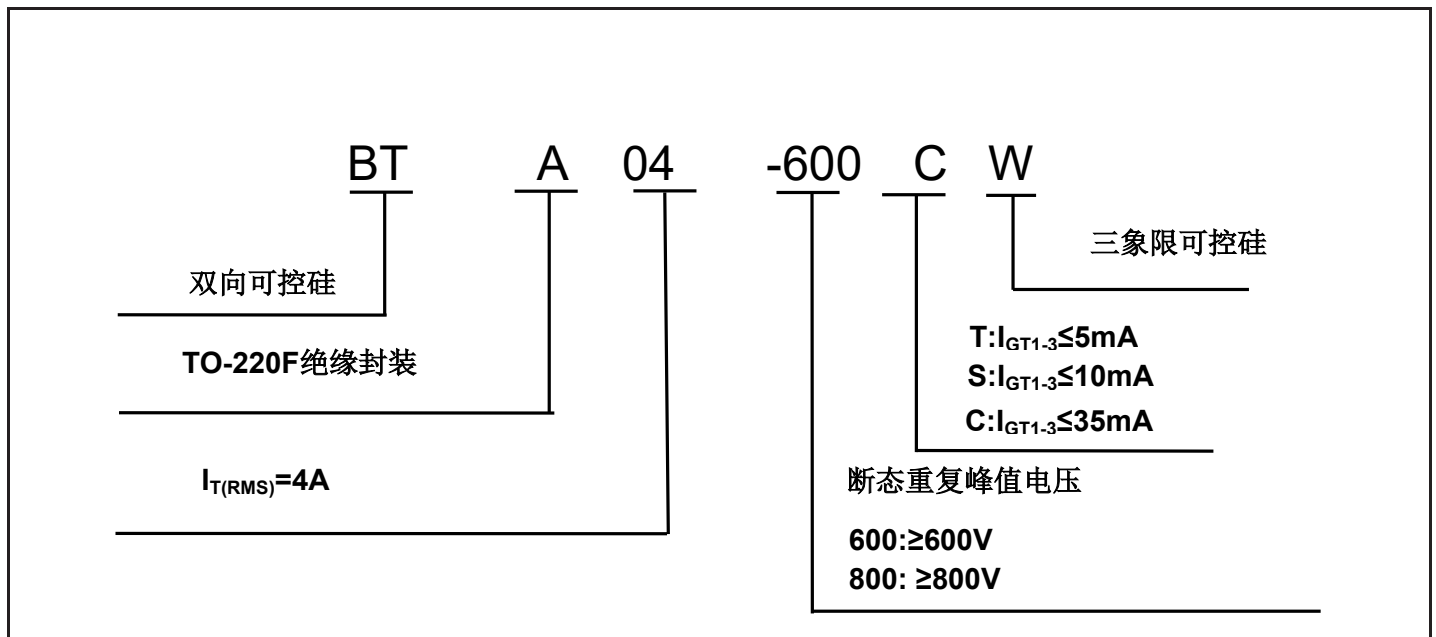 BT A 04 -600 C W
三象限可控硅
双向可控硅
T:IGT1-3≤5mA
TO-220F绝缘封装
S:IGT1-3≤10mA
C:IGT1-3≤35mA
IT(RMS)=4A
断态重复峰值电压
600:≥600V
800: ≥800V